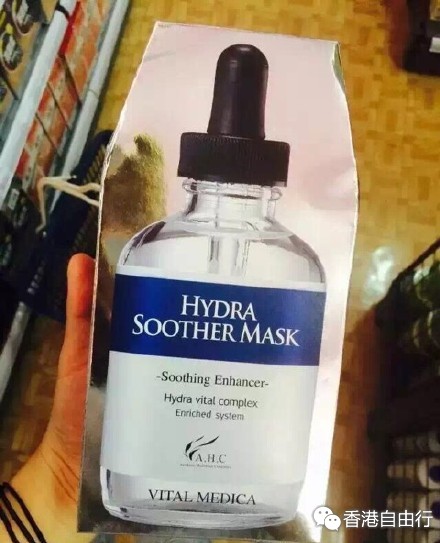 HYDRA
SOOTHER MASK
-Soothing Enhancer-
Hydra vital complex
Enriched system
A.H.C
VITAL MEDICA
香港自由行